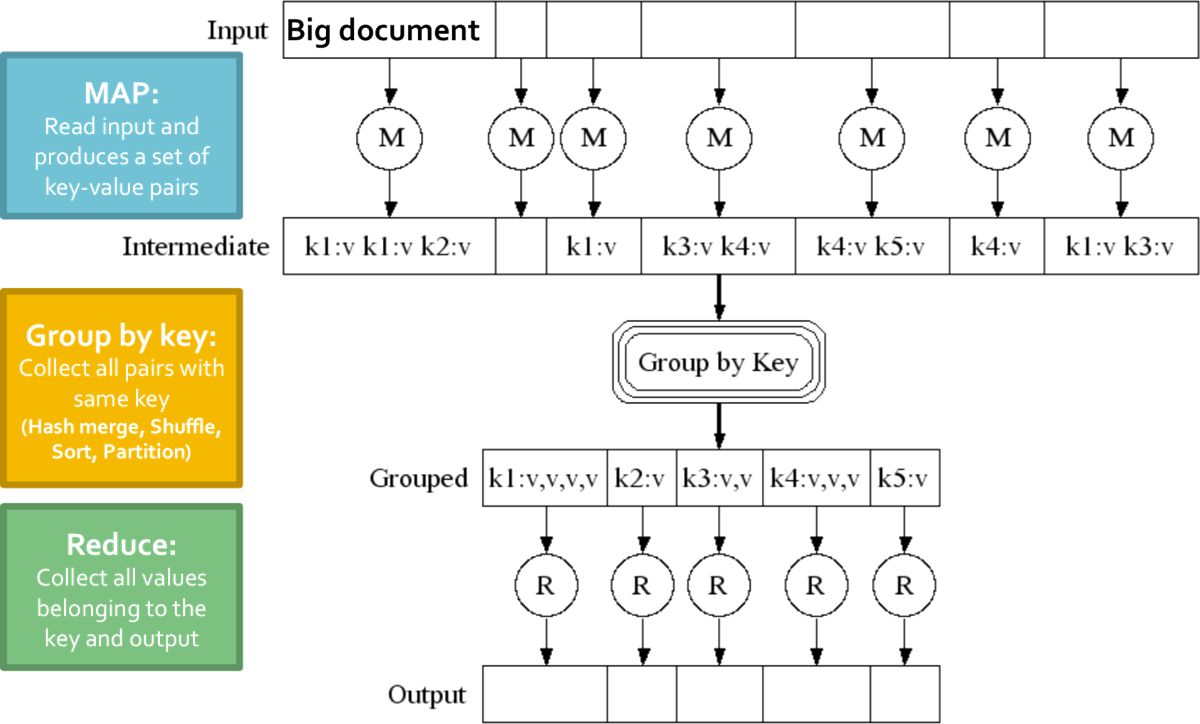 Input
Big document
MAP:
Read input and
produces a set of
key-value pairs
M M M M M M M
Intermediate
k1:v k1:v k2:v
k1:v
k3:v k4:v
k4:v k5:v
k4:v
k1:v k3:v
Group by key:
Collect all pairs with
same key
(Hash merge, Shuffle,
Sort, Partition)
Group by Key
Grouped
k1:v,v,v,v
k2:v
k3:v,v
k4:v,v,v
k5:v
Reduce:
Collect all values
belonging to the
key and output
R R R R R
Output